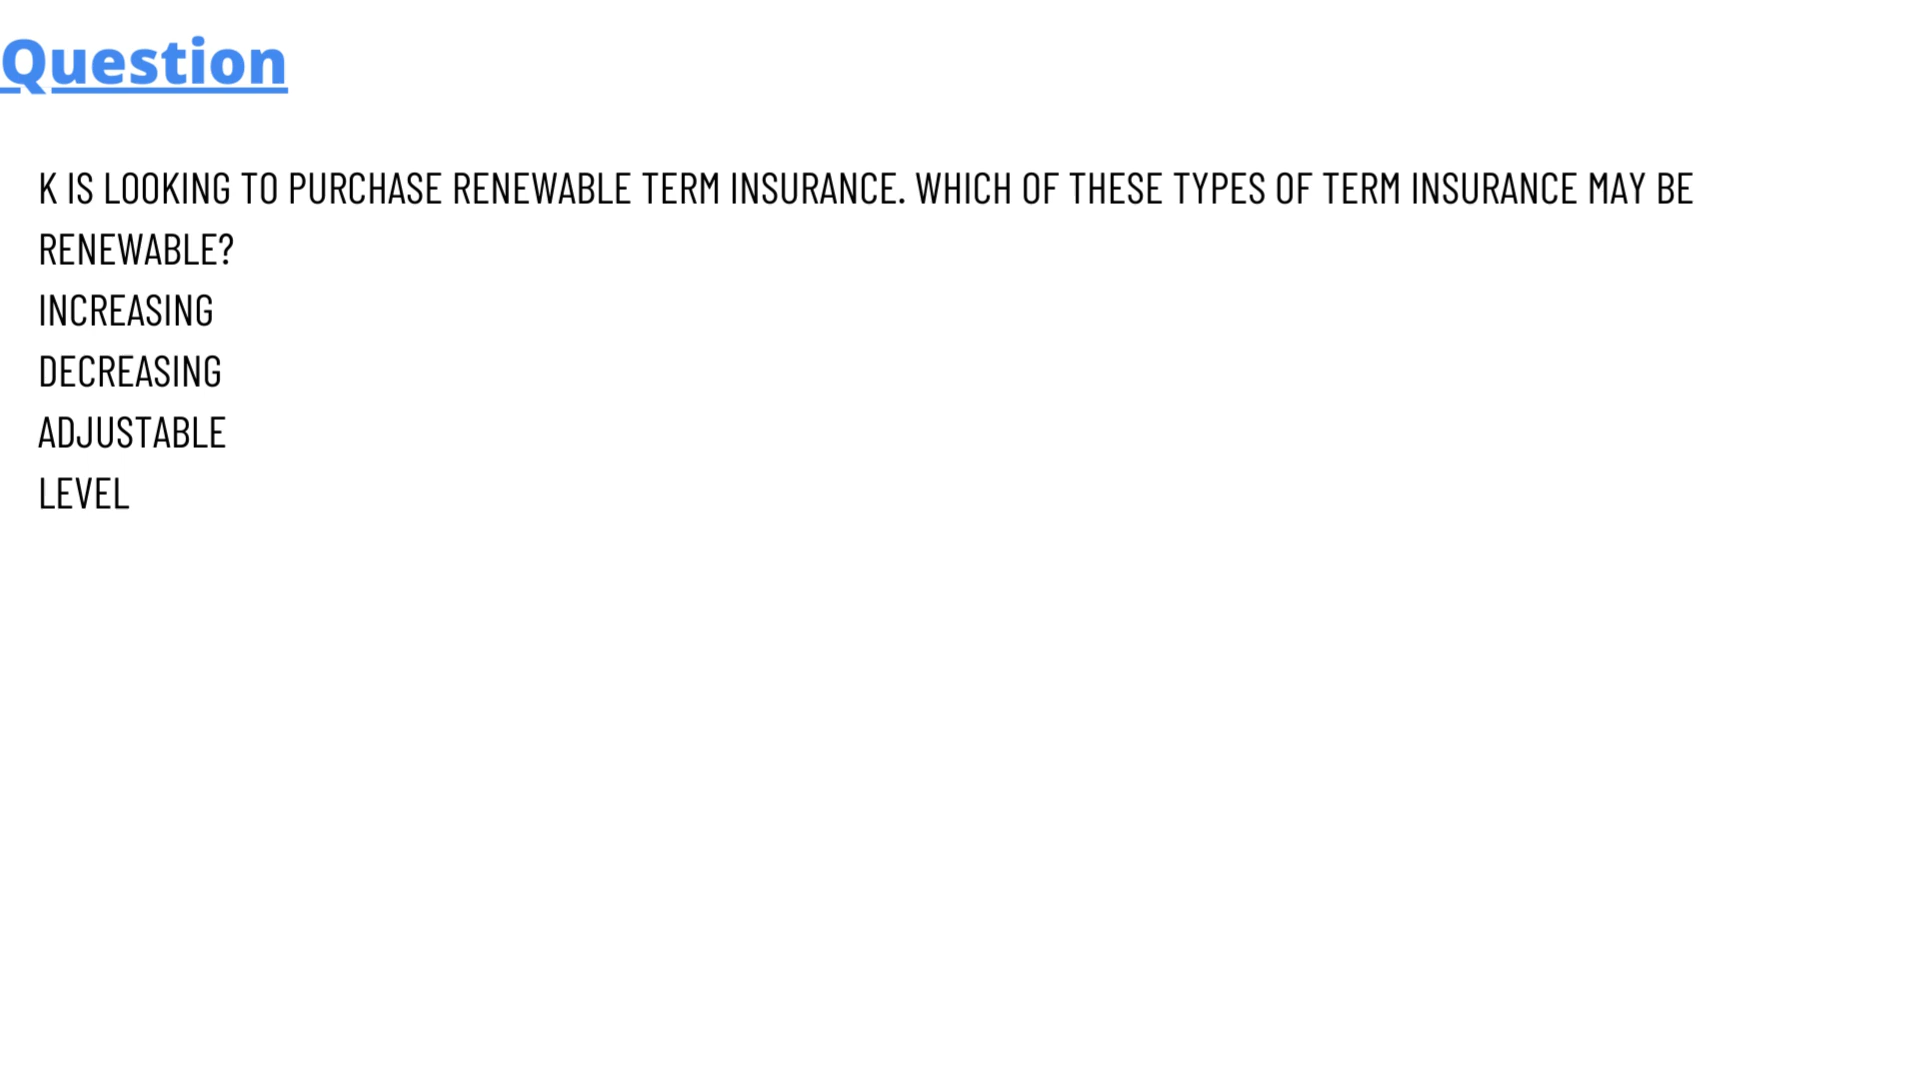 Question
K IS LOOKING TO PURCHASE RENEWABLE TERM INSURANCE. WHICH OF THESE TYPES OF TERM INSURANCE MAY BE
RENEWABLE?
INCREASING
DECREASING
ADJUSTABLE
LEVEL